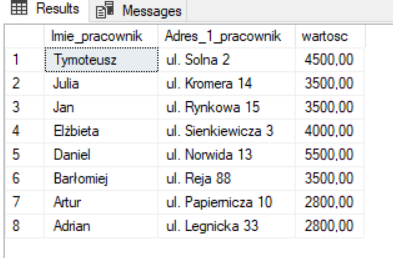 Results Messages
Imie_pracownik Adres_1_pracownik wartosc
1 Tymoteusz ul. Solna 2 4500,00
2 Julia ul. Kromera 14 3500,00
3 Jan ul. Rynkowa 15 3500,00
4 Elżbieta ul. Sienkiewicza 3 4000,00
5 Daniel ul. Norwida 13 5500,00
6 Barłomiej ul. Reja 88 3500,00
7 Artur ul. Papiernicza 10 2800,00
8 Adrian ul. Legnicka 33 2800,00